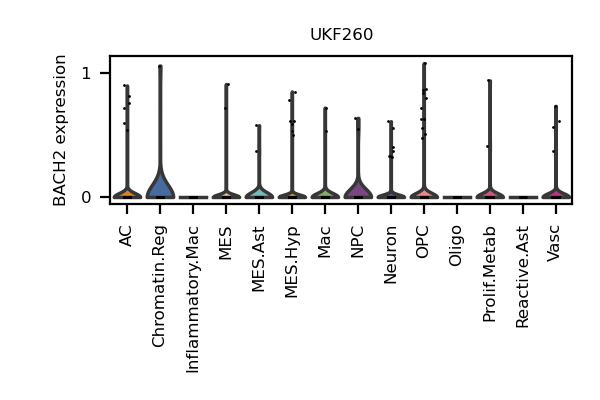 UKF260
BACH2 expression
1
0
AC
Chromatin.Reg
Inflammatory.Mac
MES
MES.Ast
MES.Hyp
Mac
NPC
Neuron
OPC
Oligo
Prolif.Metab
Reactive.Ast
Vasc